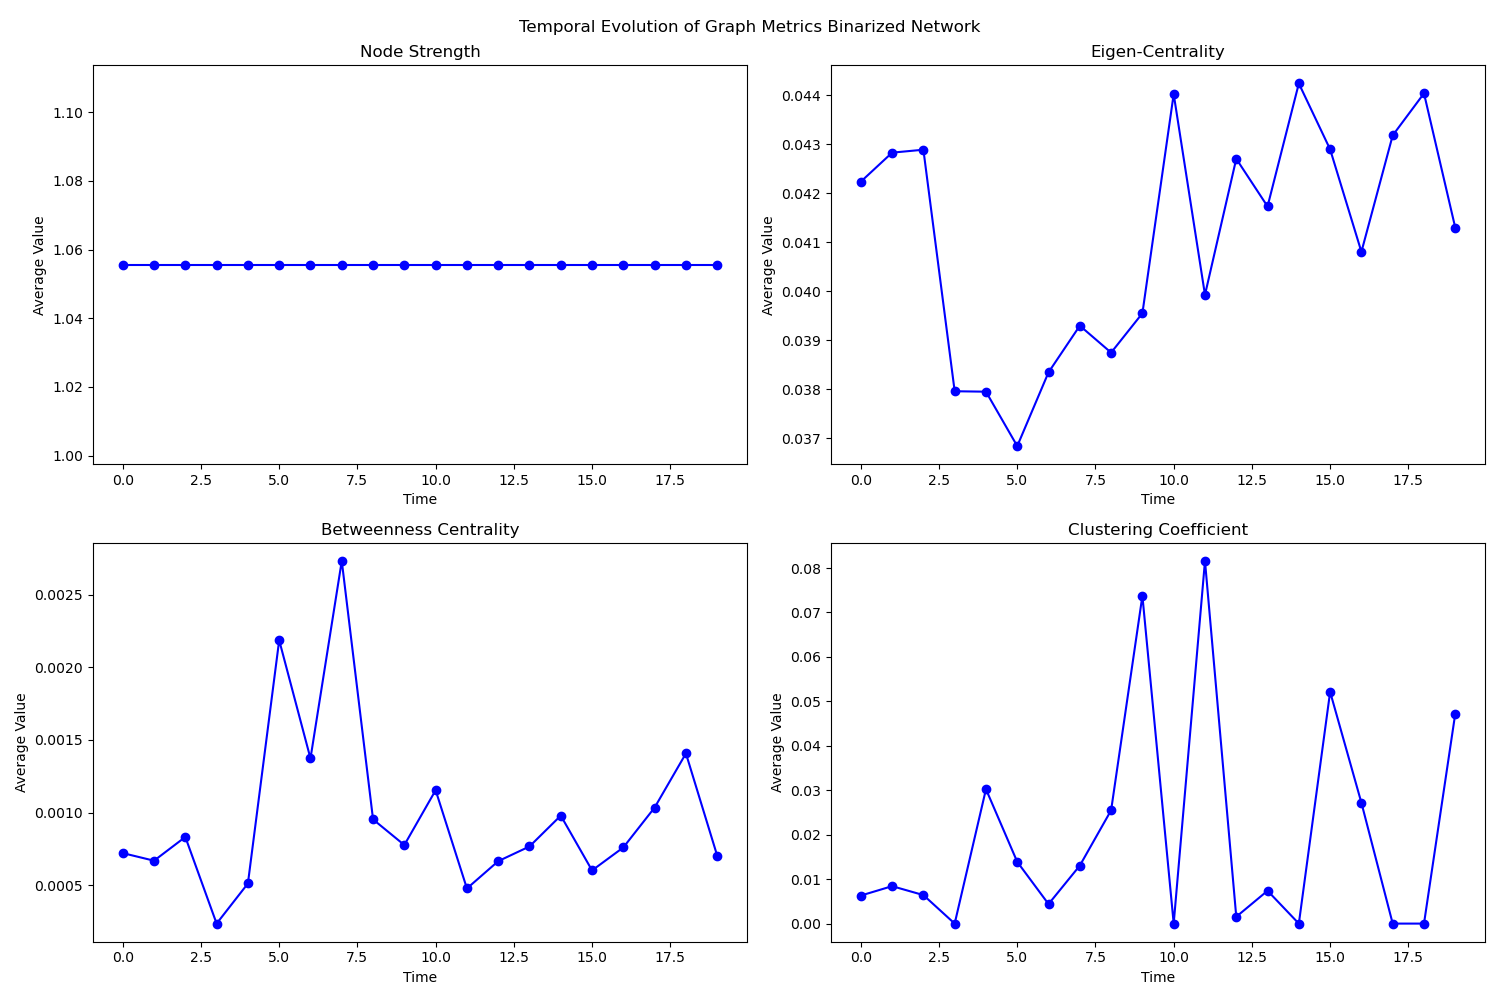 Temporal Evolution of Graph Metrics Binarized Network
Node Strength
Average Value
1.10
1.08
1.06
1.04
1.02
1.00
0.0 2.5 5.0 7.5 10.0 12.5 15.0 17.5
Time
Eigen-Centrality
Average Value
0.044
0.043
0.042
0.041
0.040
0.039
0.038
0.037
0.0 2.5 5.0 7.5 10.0 12.5 15.0 17.5
Time
Betweenness Centrality
Average Value
0.0025
0.0020
0.0015
0.0010
0.0005
0.0 2.5 5.0 7.5 10.0 12.5 15.0 17.5
Time
Clustering Coefficient
Average Value
0.08
0.07
0.06
0.05
0.04
0.03
0.02
0.01
0.00
0.0 2.5 5.0 7.5 10.0 12.5 15.0 17.5
Time